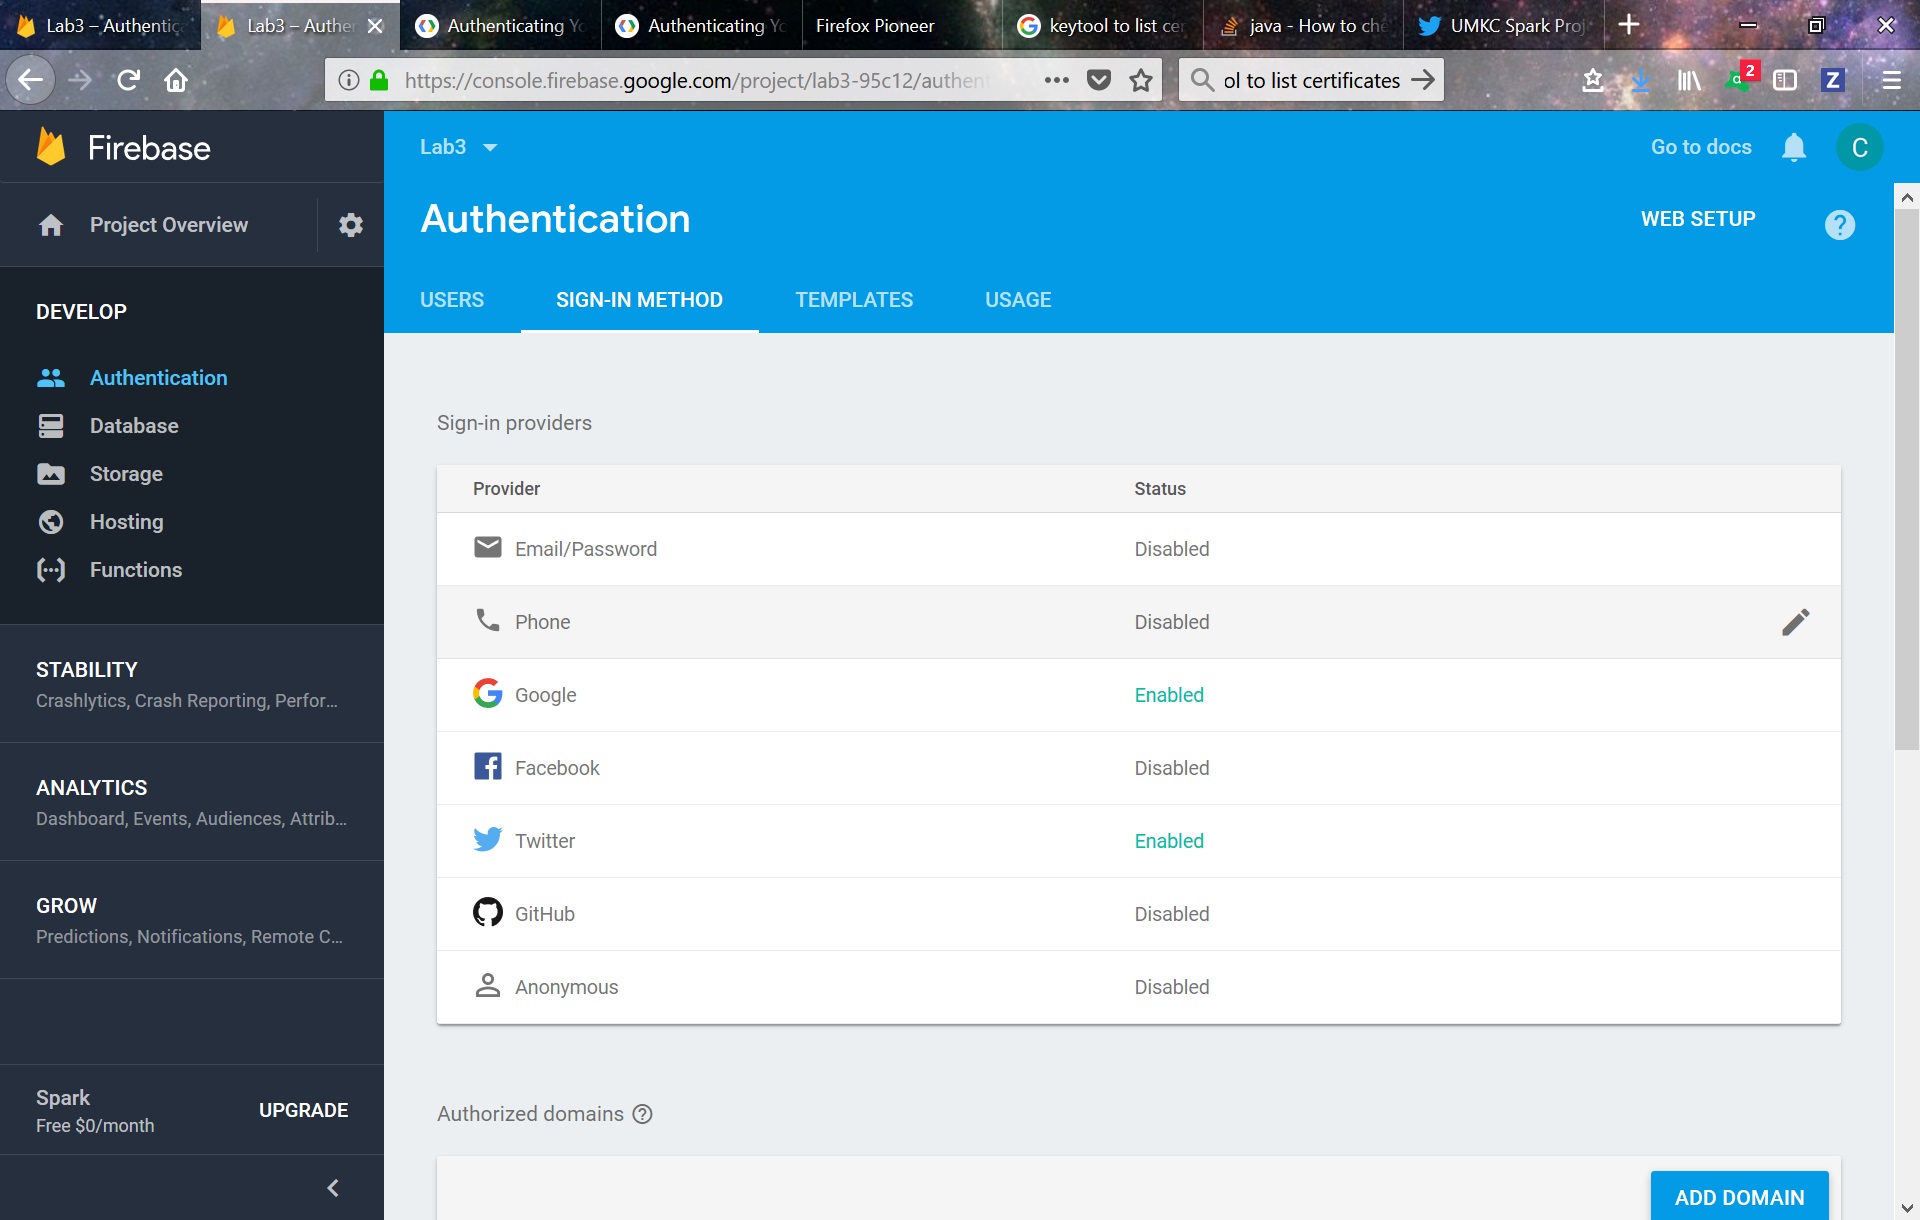 Lab3 – Authentic
Lab3 – Authen
Authenticating Yo
Authenticating Yo
Firefox Pioneer
keytool to list cer
java - How to che
UMKC Spark Proj
https://console.firebase.google.com/project/lab3-95c12/authent
ol to list certificates
2
Z
Firebase
Lab3
Go to docs
C
Project Overview
Authentication
WEB SETUP
?
USERS
SIGN-IN METHOD
TEMPLATES
USAGE
DEVELOP
Authentication
Database
Storage
Hosting
Functions
STABILITY
Crashlytics, Crash Reporting, Perfor...
ANALYTICS
Dashboard, Events, Audiences, Attrib...
GROW
Predictions, Notifications, Remote C...
Spark
Free $0/month
UPGRADE
Sign-in providers
Provider Status
Email/Password Disabled
Phone Disabled
Google Enabled
Facebook Disabled
Twitter Enabled
GitHub Disabled
Anonymous Disabled
Authorized domains ?
ADD DOMAIN